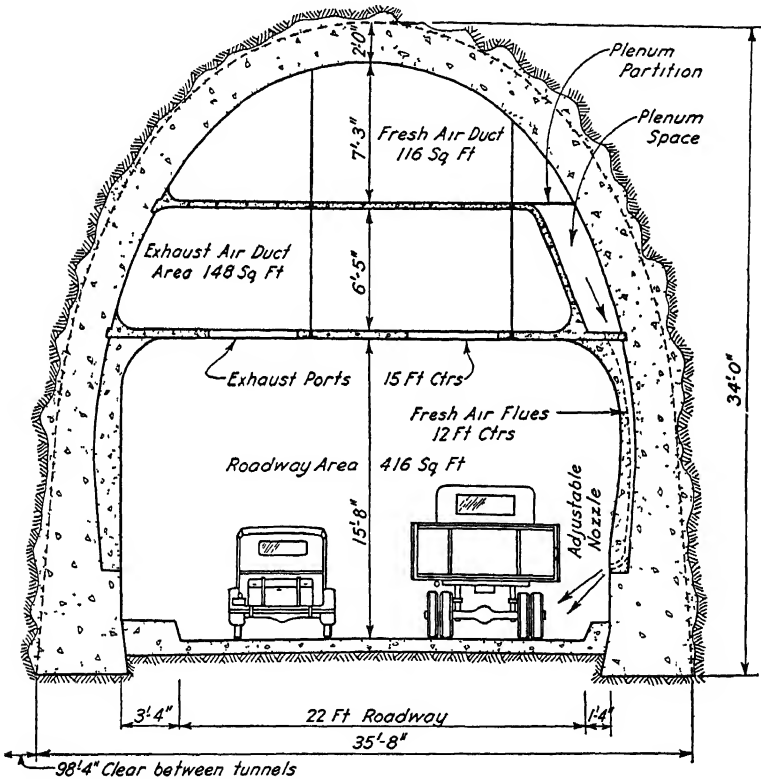 2'-0"
Plenum
Partition
7'-3"
Fresh Air Duct
116 Sq Ft
Plenum
Space
Exhaust Air Duct
Area 148 Sq Ft
6'-5"
Exhaust Ports 15 Ft Ctrs
34'-0"
Fresh Air Flues
12 Ft Ctrs
Roadway Area 416 Sq Ft
15'-8"
Adjustable
Nozzle
3'-4"
22 Ft Roadway
1'-4"
35'-8"
98'4" Clear between tunnels